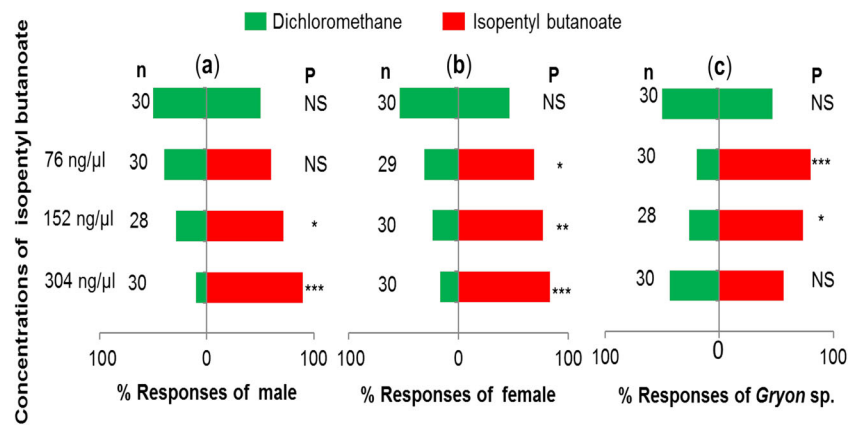 Dichloromethane Isopentyl butanoate
Concentrations of isopentyl butanoate
n (a) P
30 NS
76 ng/µl 30 NS
152 ng/µl 28 *
304 ng/µl 30 ***
100 0 100
% Responses of male
n (b) P
30 NS
29 *
30 **
30 ***
100 0 100
% Responses of female
n (c) P
30 NS
30 ***
28 *
30 NS
100 0 100
% Responses of Gryon sp.